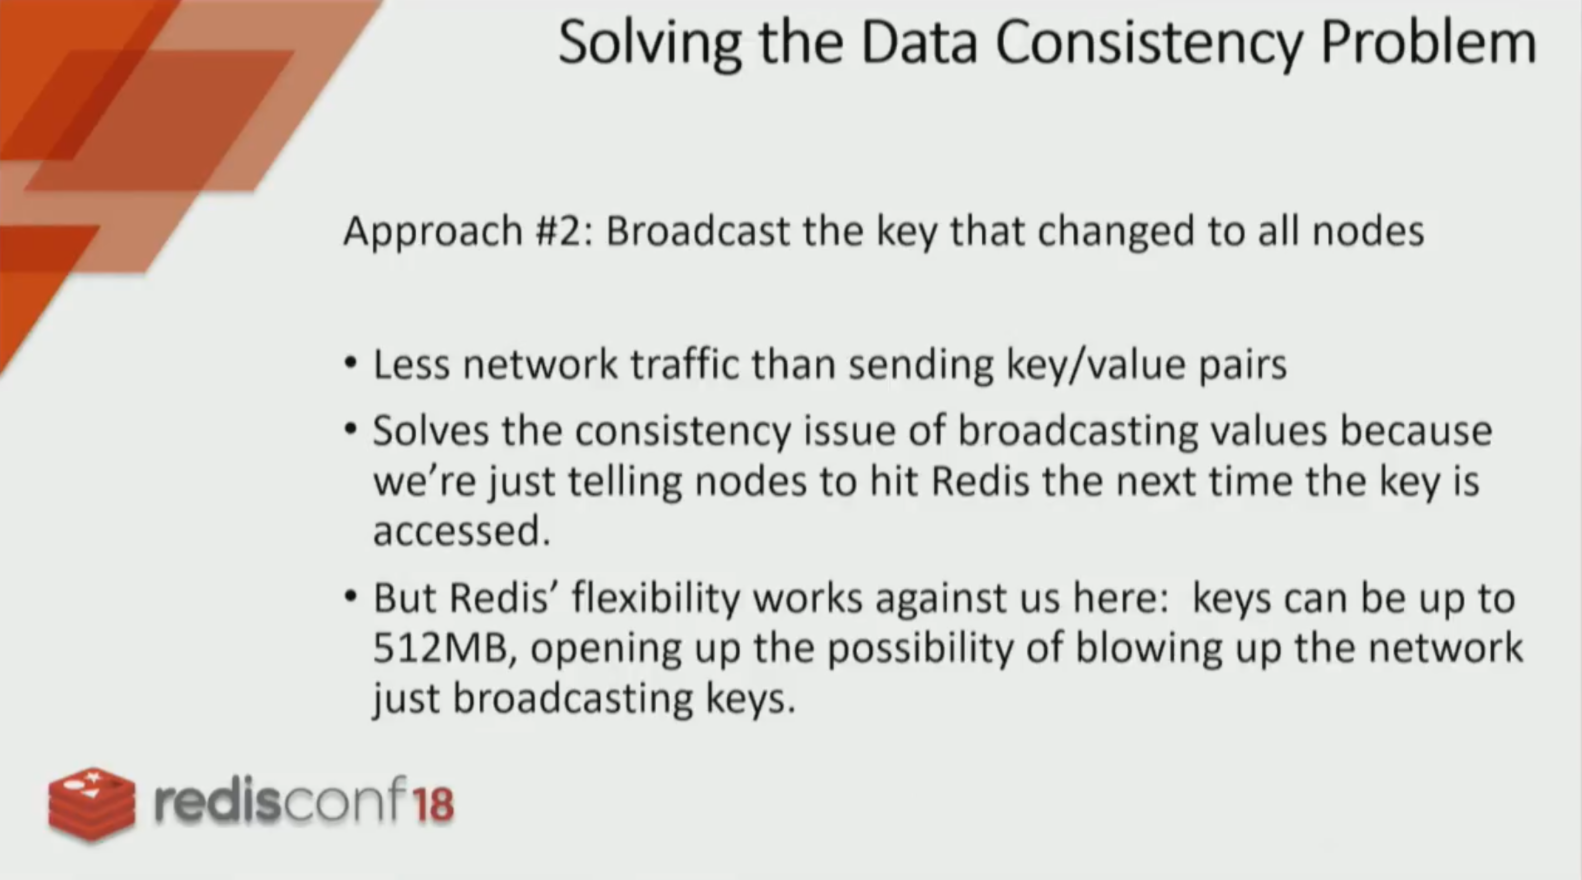 Solving the Data Consistency Problem
Approach #2: Broadcast the key that changed to all nodes
• Less network traffic than sending key/value pairs
• Solves the consistency issue of broadcasting values because
we’re just telling nodes to hit Redis the next time the key is
accessed.
• But Redis’ flexibility works against us here:  keys can be up to
512MB, opening up the possibility of blowing up the network
just broadcasting keys.
redisconf18